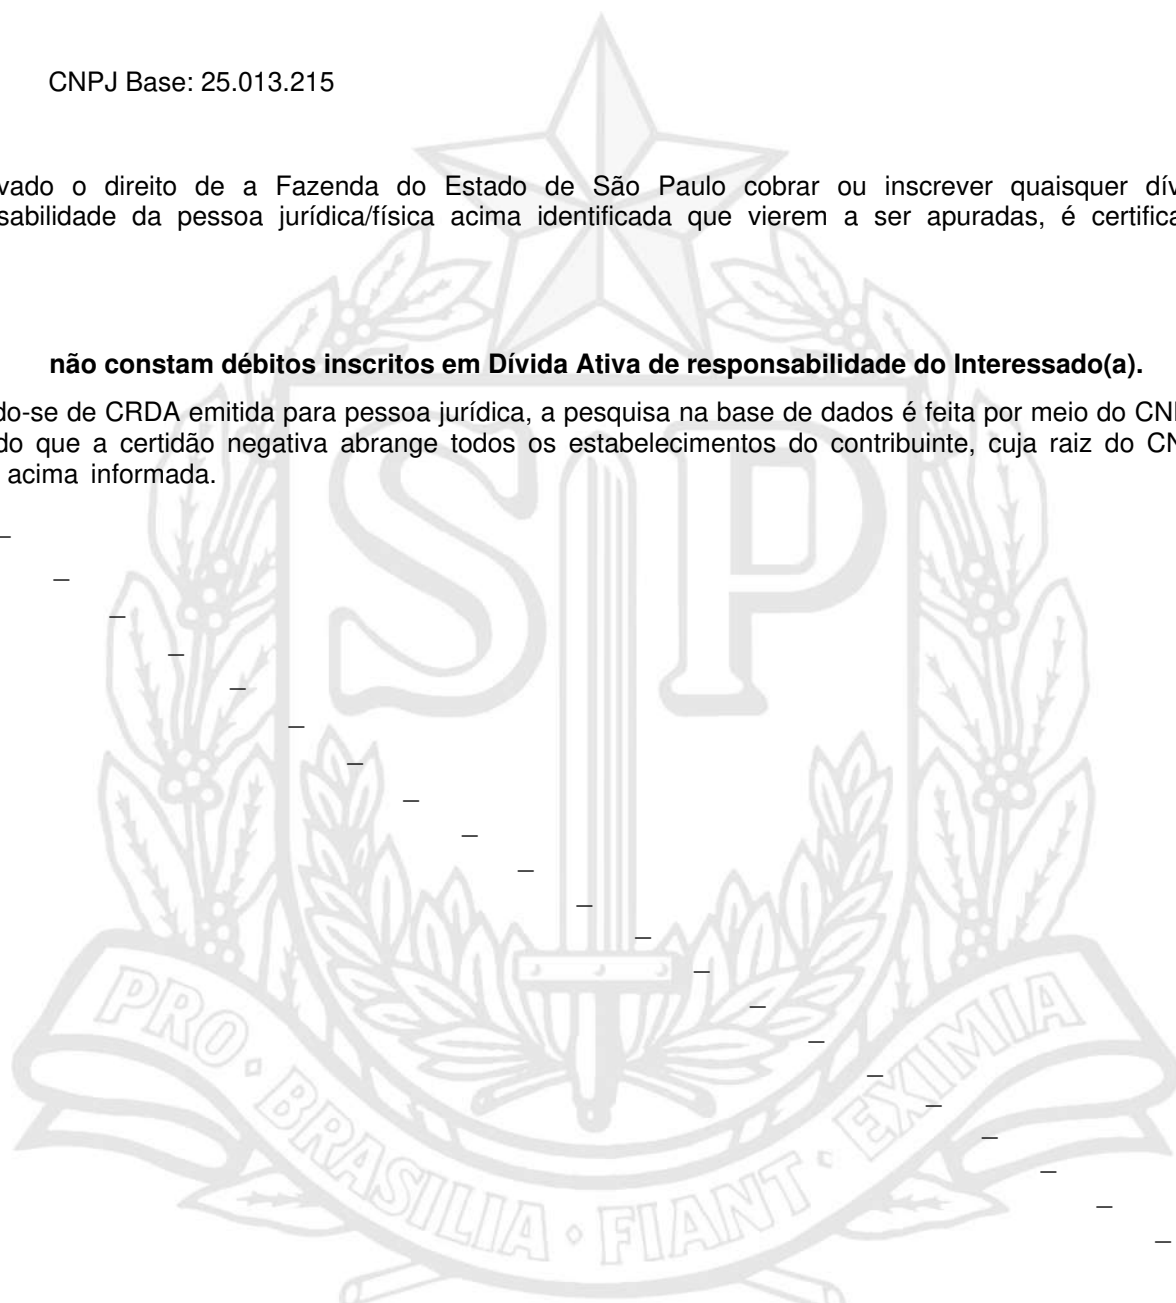 CNPJ Base: 25.013.215
vado o direito de a Fazenda do Estado de São Paulo cobrar ou inscrever quaisquer dív
sabilidade da pessoa jurídica/física acima identificada que vierem a ser apuradas, é certifica
não constam débitos inscritos em Dívida Ativa de responsabilidade do Interessado(a).
do-se de CRDA emitida para pessoa jurídica, a pesquisa na base de dados é feita por meio do CN
do que a certidão negativa abrange todos os estabelecimentos do contribuinte, cuja raiz do CN
acima informada.
SP
PRO • BRASILIA • FIANT • EXIMIA